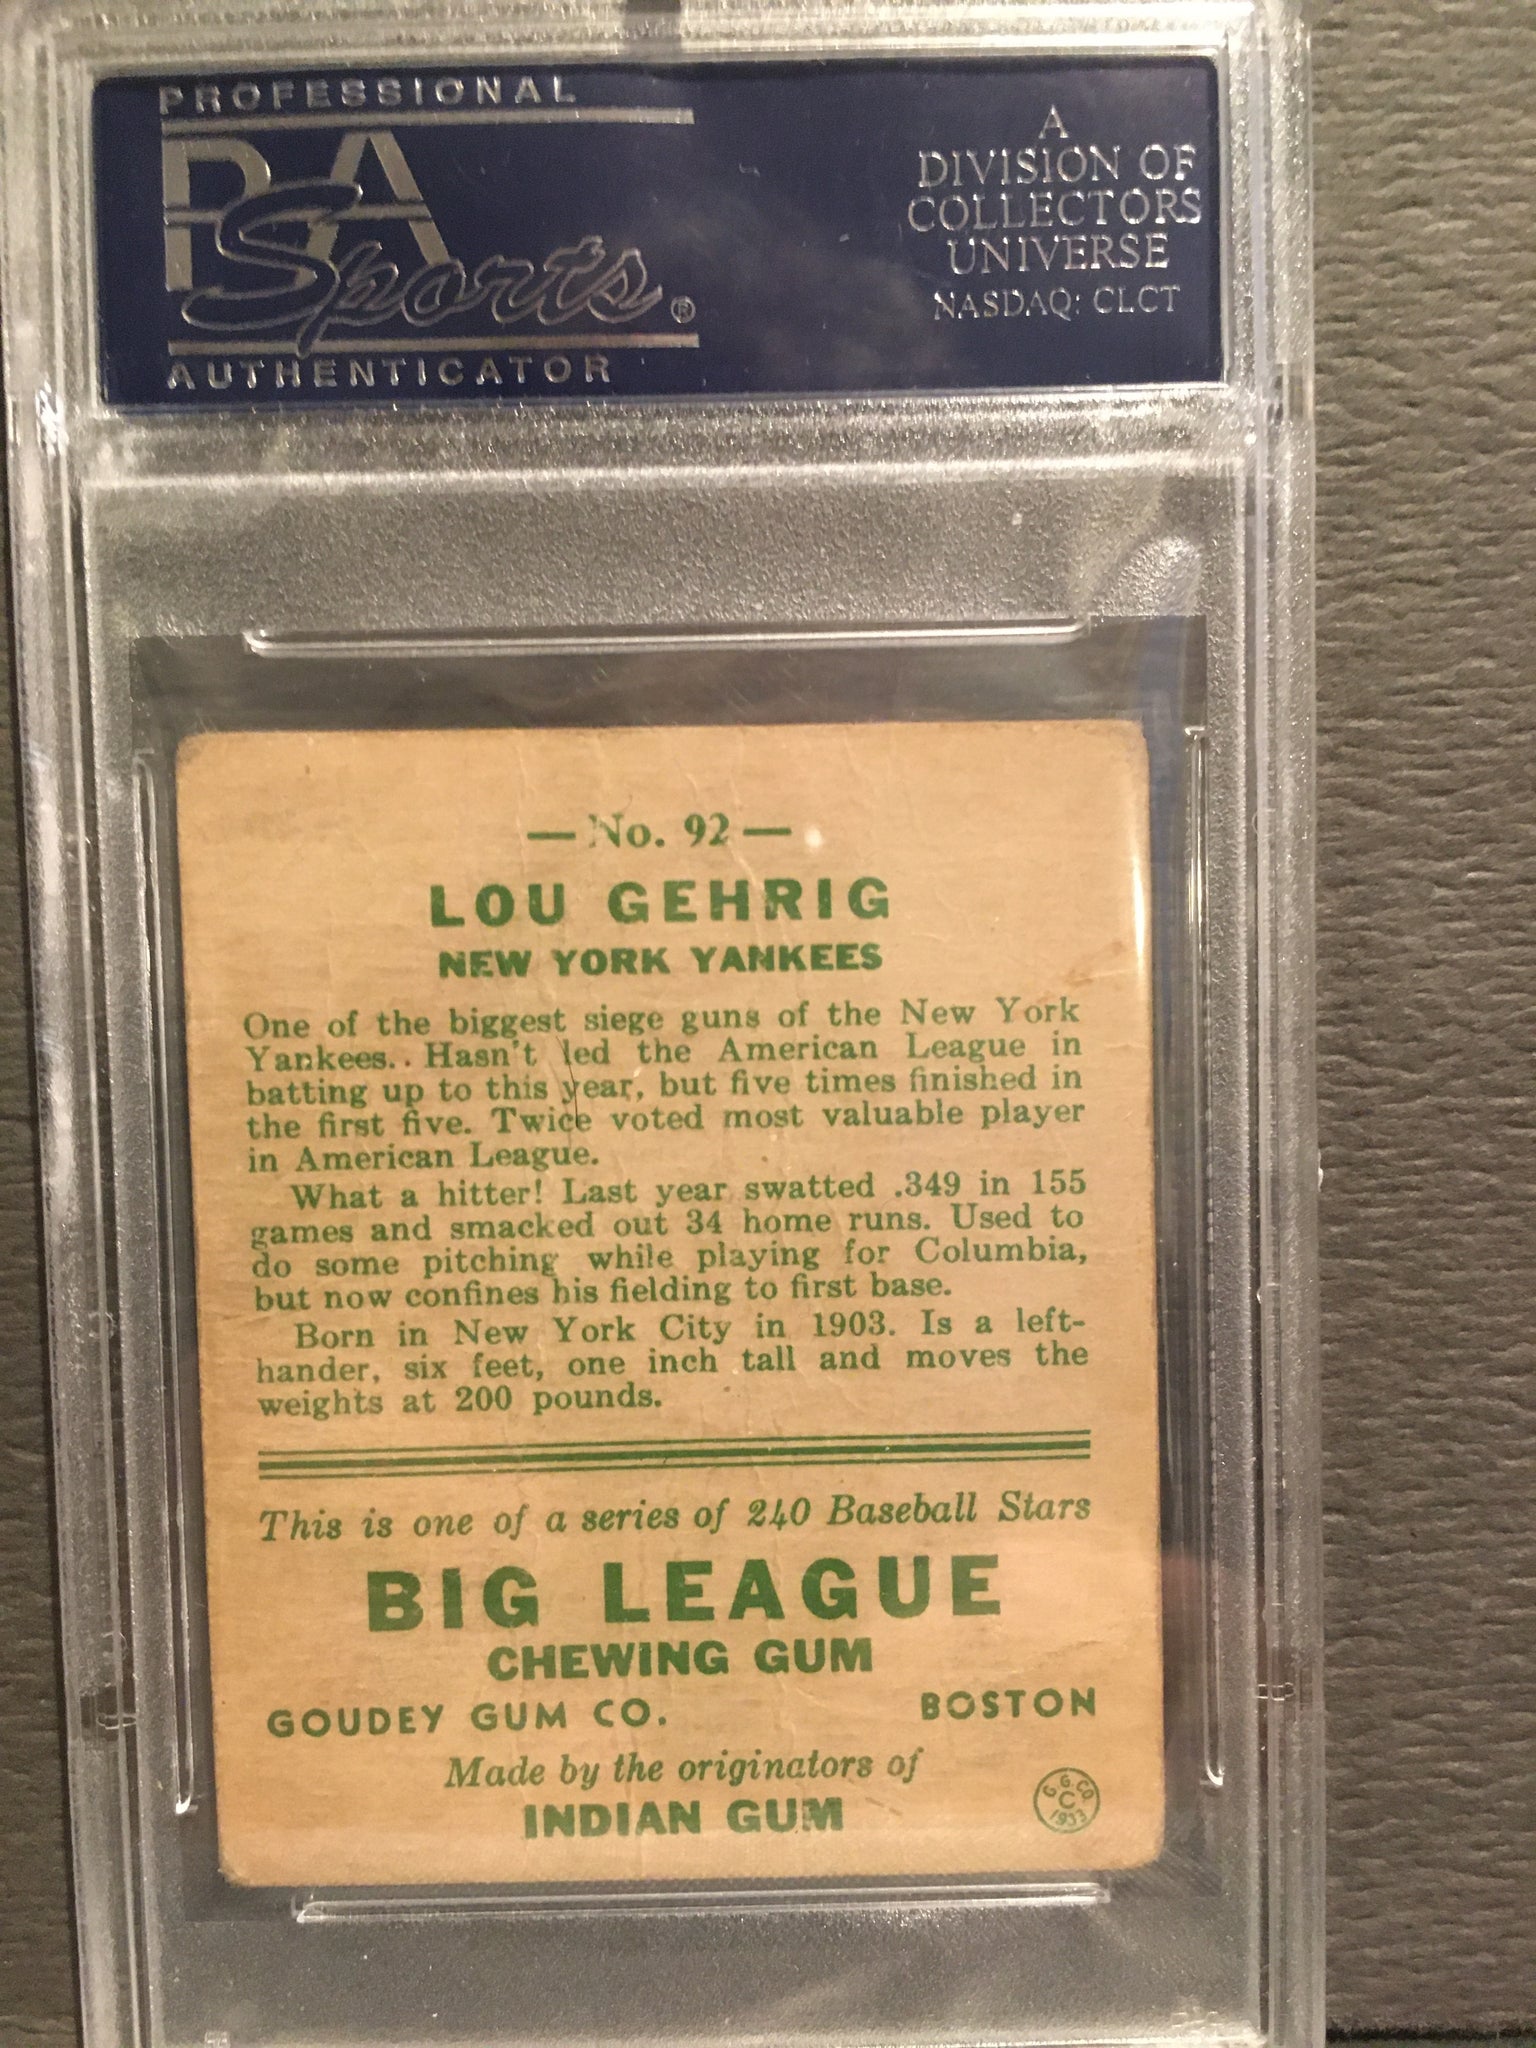 PROFESSIONAL
PSA
Sports®
AUTHENTICATOR
A
DIVISION OF
COLLECTORS
UNIVERSE
NASDAQ: CLCT
— No. 92 —
LOU GEHRIG
NEW YORK YANKEES
One of the biggest siege guns of the New York
Yankees.. Hasn't led the American League in
batting up to this year, but five times finished in
the first five. Twice voted most valuable player
in American League.
What a hitter! Last year swatted .349 in 155
games and smacked out 34 home runs. Used to
do some pitching while playing for Columbia,
but now confines his fielding to first base.
Born in New York City in 1903. Is a left-
hander, six feet, one inch tall and moves the
weights at 200 pounds.
This is one of a series of 240 Baseball Stars
BIG LEAGUE
CHEWING GUM
GOUDEY GUM CO. BOSTON
Made by the originators of
INDIAN GUM
G.G.CO.
C
1933